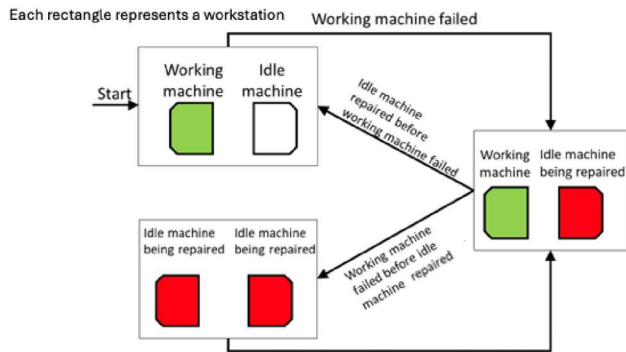 Each rectangle represents a workstation
Working machine failed
Start
Working
machine
Idle
machine
Idle machine
repaired before
working machine failed
Working
machine
Idle machine
being repaired
Idle machine
being repaired
Idle machine
being repaired
Working machine
failed before idle
machine repaired